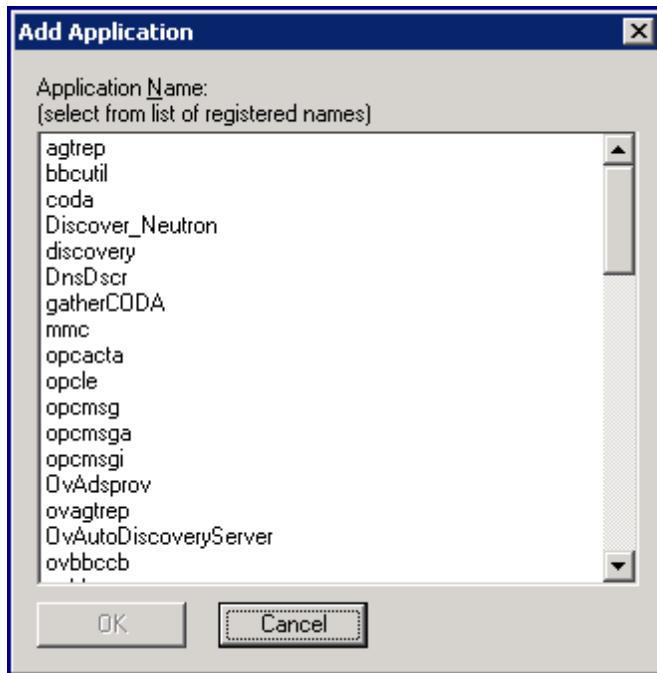 Add Application
Application Name:
(select from list of registered names)
agtrep
bbcutil
coda
Discover_Neutron
discovery
DnsDscr
gatherCODA
mmc
opcacta
opcle
opcmsg
opcmsga
opcmsgi
OvAdsprov
ovagtrep
OvAutoDiscoveryServer
ovbbccb
OK
Cancel